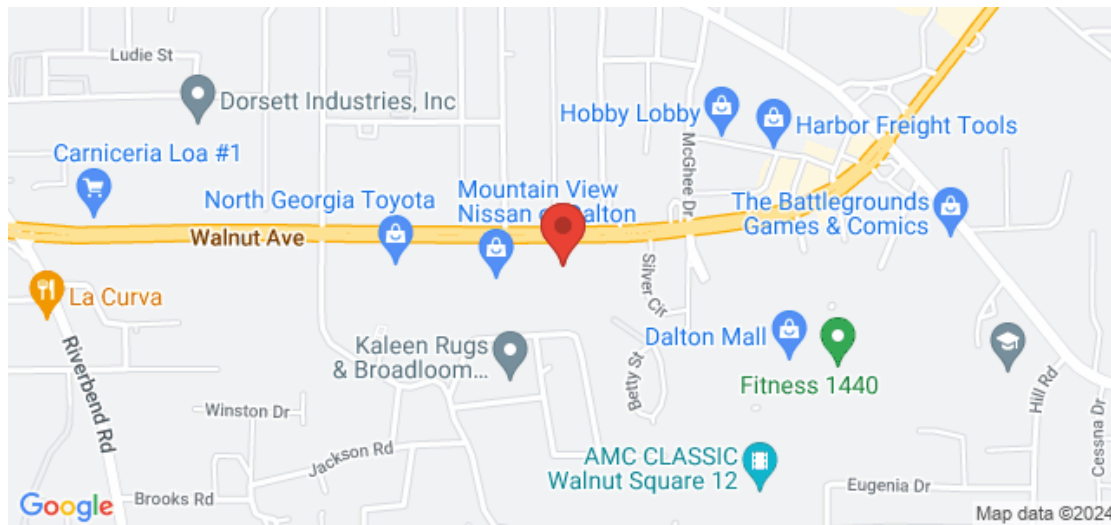 Ludie St
Dorsett Industries, Inc
Hobby Lobby
Harbor Freight Tools
McGhee Dr
Carniceria Loa #1
North Georgia Toyota
Mountain View
Nissan of Dalton
The Battlegrounds
Games & Comics
Walnut Ave
Silver Cir
La Curva
Riverbend Rd
Kaleen Rugs
& Broadloom...
Dalton Mall
Fitness 1440
Betty St
Hill Rd
Cessna Dr
Winston Dr
Jackson Rd
AMC CLASSIC
Walnut Square 12
Eugenia Dr
Brooks Rd
Google
Map data ©2024